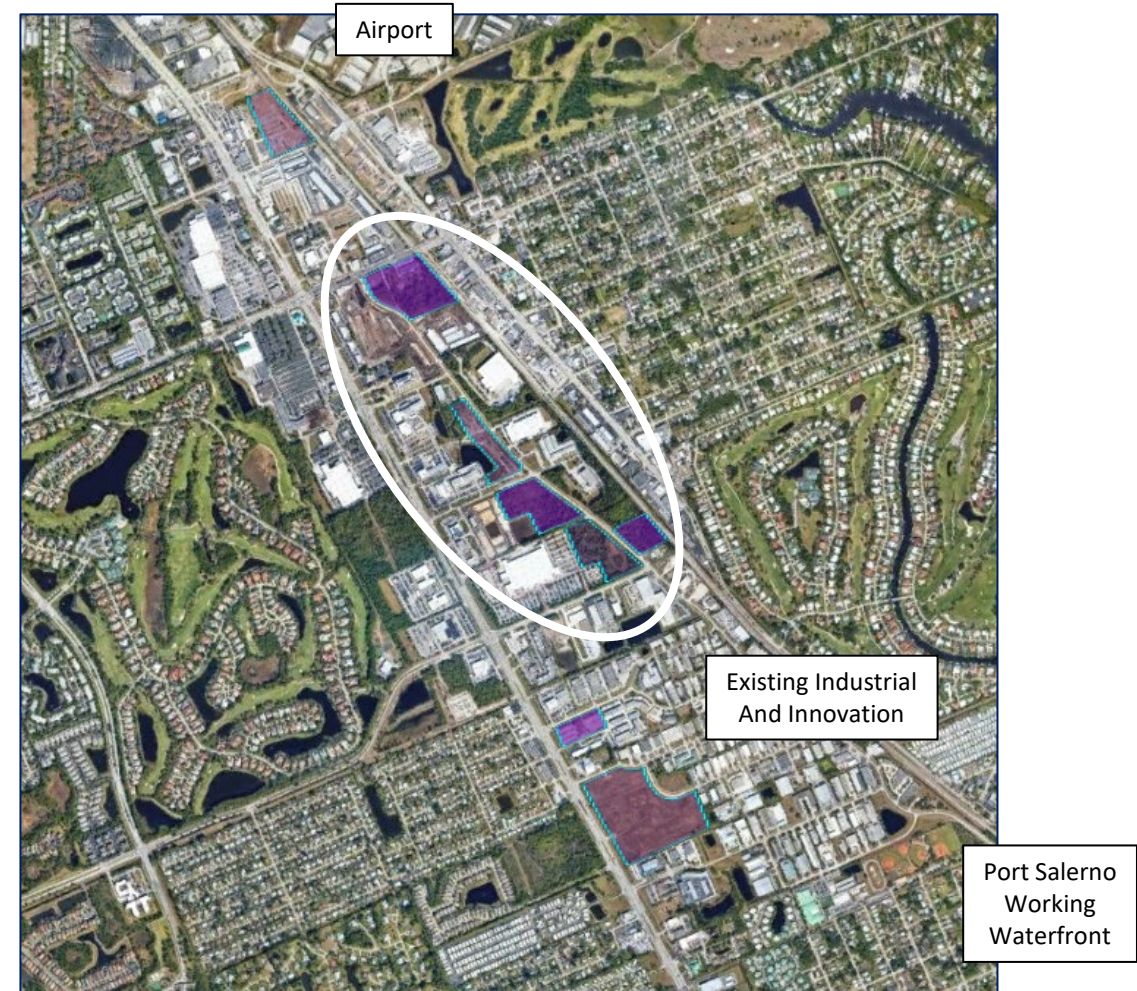 Airport
Existing Industrial
And Innovation
Port Salerno
Working
Waterfront